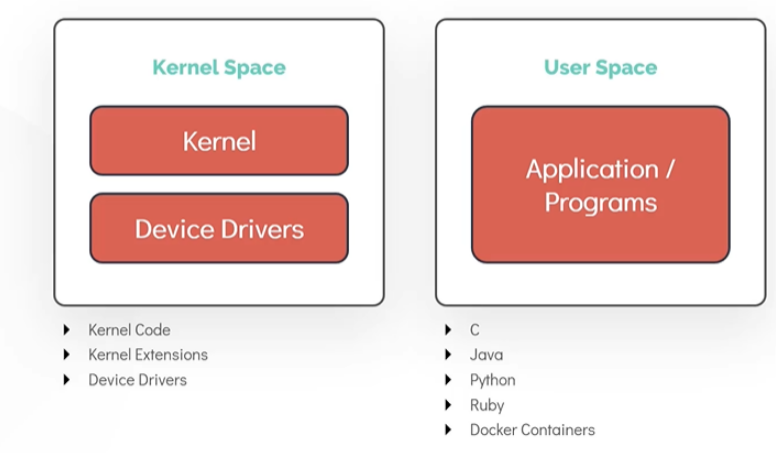 Kernel Space
Kernel
Device Drivers
Kernel Code
Kernel Extensions
Device Drivers
User Space
Application /
Programs
C
Java
Python
Ruby
Docker Containers